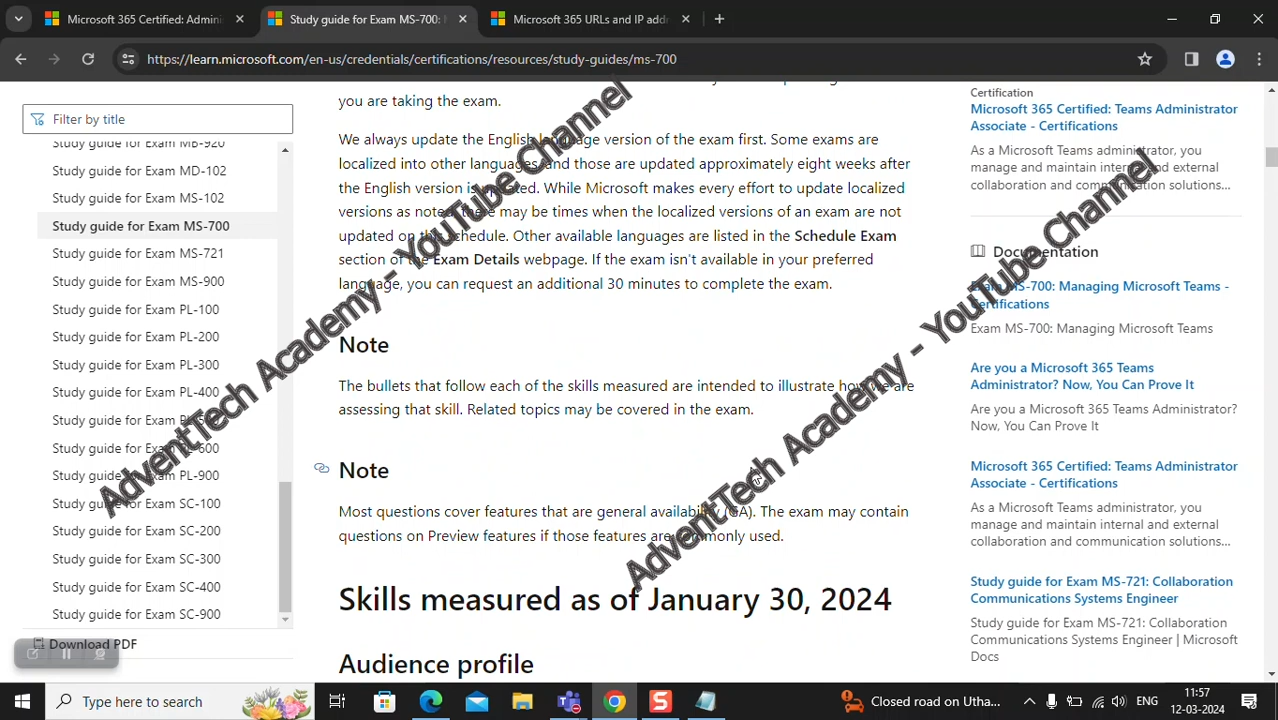 Microsoft 365 Certified: Admini
Study guide for Exam MS-700:
Microsoft 365 URLs and IP addr
https://learn.microsoft.com/en-us/credentials/certifications/resources/study-guides/ms-700
Filter by title
Study guide for Exam MB-920
Study guide for Exam MD-102
Study guide for Exam MS-102
Study guide for Exam MS-700
Study guide for Exam MS-721
Study guide for Exam MS-900
Study guide for Exam PL-100
Study guide for Exam PL-200
Study guide for Exam PL-300
Study guide for Exam PL-400
Study guide for Exam PL-500
Study guide for Exam PL-600
Study guide for Exam PL-900
Study guide for Exam SC-100
Study guide for Exam SC-200
Study guide for Exam SC-300
Study guide for Exam SC-400
Study guide for Exam SC-900
Download PDF
you are taking the exam.
We always update the English language version of the exam first. Some exams are
localized into other languages, and those are updated approximately eight weeks after
the English version is updated. While Microsoft makes every effort to update localized
versions as noted, there may be times when the localized versions of an exam are not
updated on this schedule. Other available languages are listed in the Schedule Exam
section of the Exam Details webpage. If the exam isn't available in your preferred
language, you can request an additional 30 minutes to complete the exam.
Note
The bullets that follow each of the skills measured are intended to illustrate how we are
assessing that skill. Related topics may be covered in the exam.
Note
Most questions cover features that are general availability (GA). The exam may contain
questions on Preview features if those features are commonly used.
Skills measured as of January 30, 2024
Audience profile
Certification
Microsoft 365 Certified: Teams Administrator
Associate - Certifications
As a Microsoft Teams administrator, you
manage and maintain internal and external
collaboration and communication solutions...
Documentation
Exam MS-700: Managing Microsoft Teams -
Certifications
Exam MS-700: Managing Microsoft Teams
Are you a Microsoft 365 Teams
Administrator? Now, You Can Prove It
Are you a Microsoft 365 Teams Administrator?
Now, You Can Prove It
Microsoft 365 Certified: Teams Administrator
Associate - Certifications
As a Microsoft Teams administrator, you
manage and maintain internal and external
collaboration and communication solutions...
Study guide for Exam MS-721: Collaboration
Communications Systems Engineer
Study guide for Exam MS-721: Collaboration
Communications Systems Engineer | Microsoft
Docs
AdventTech Academy - YouTube Channel
AdventTech Academy - YouTube Channel
Type here to search
Closed road on Utha...
ENG
11:57
12-03-2024